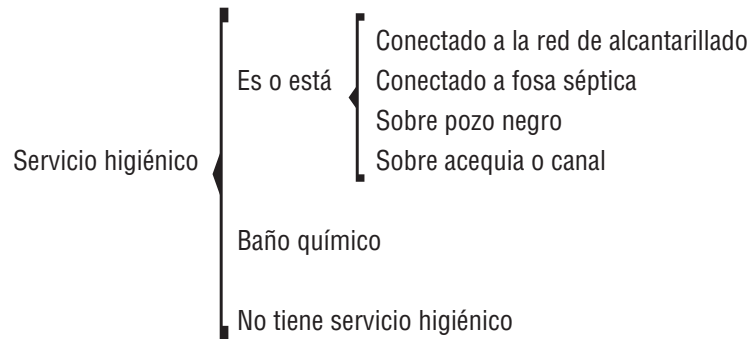 Servicio higiénico
Es o está
Conectado a la red de alcantarillado
Conectado a fosa séptica
Sobre pozo negro
Sobre acequia o canal
Baño químico
No tiene servicio higiénico